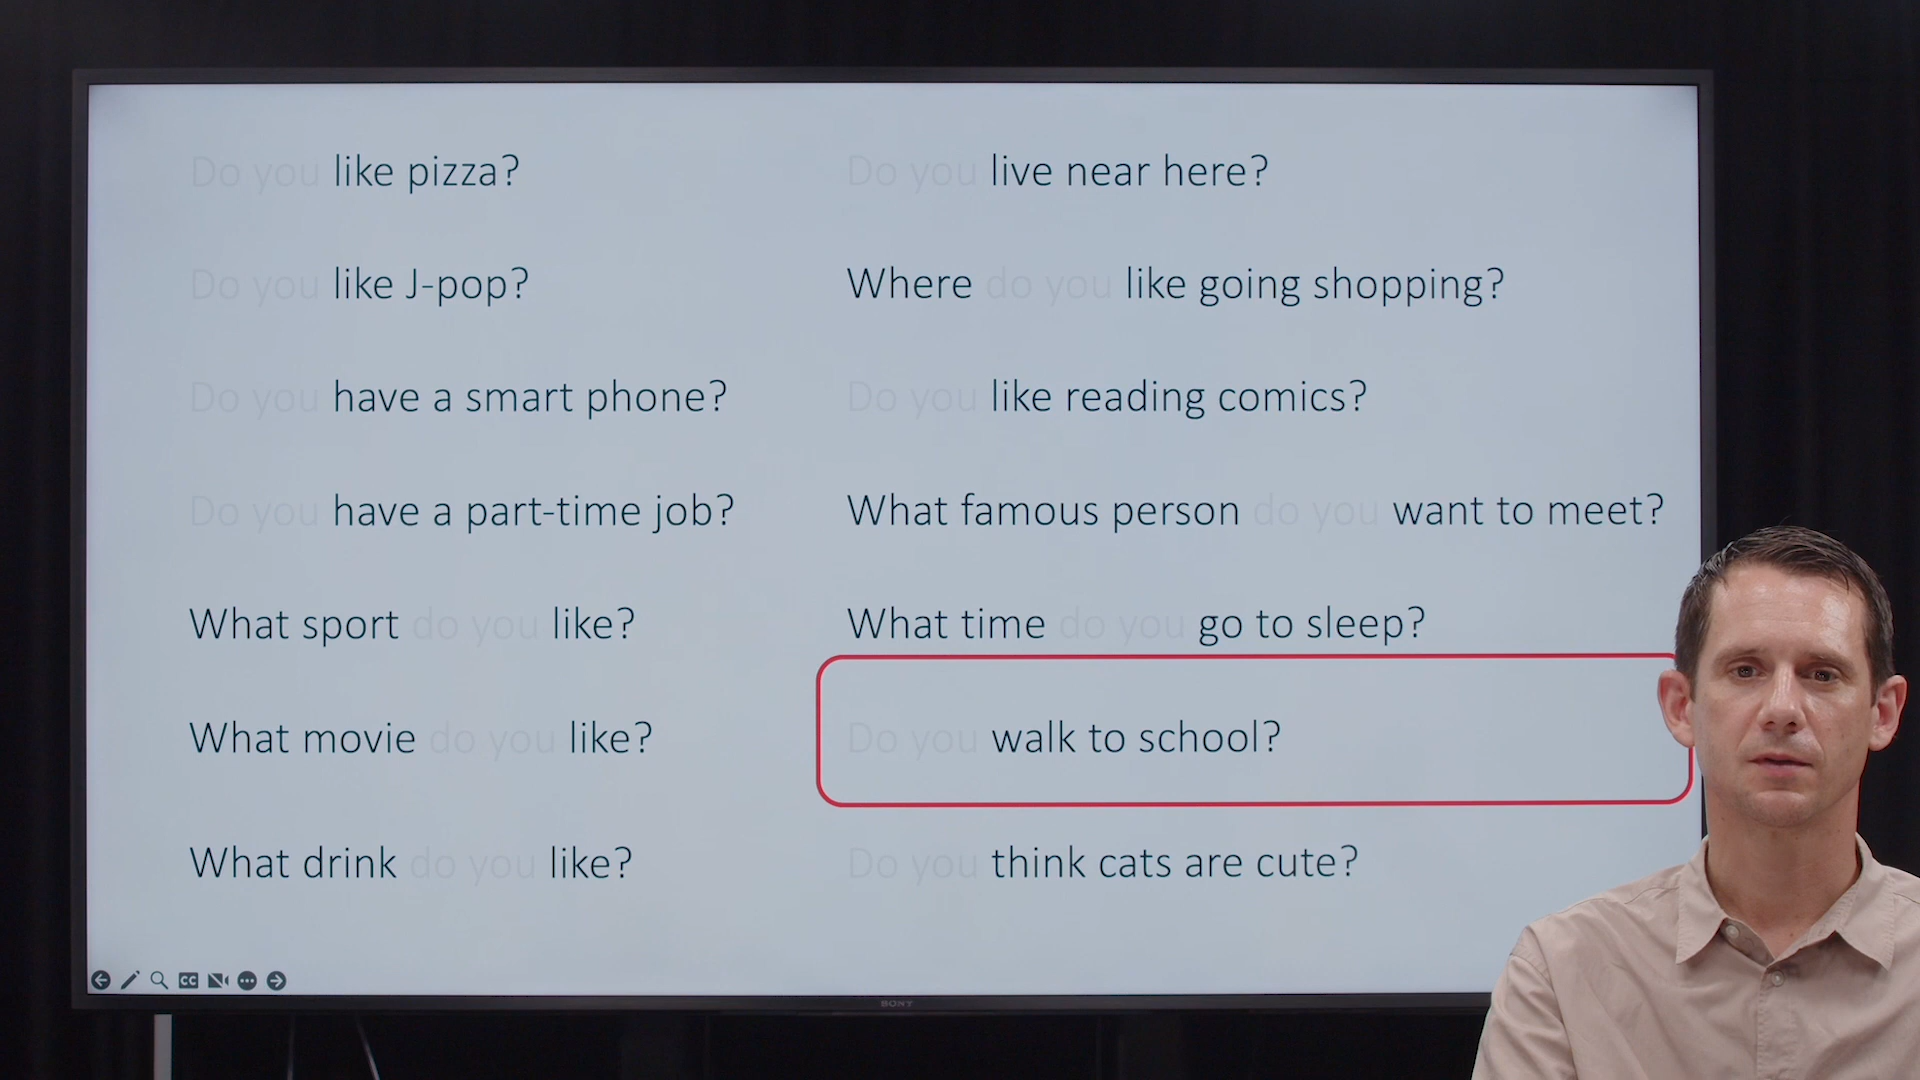 Do you like pizza?
Do you like J-pop?
Do you have a smart phone?
Do you have a part-time job?
What sport do you like?
What movie do you like?
What drink do you like?
Do you live near here?
Where do you like going shopping?
Do you like reading comics?
What famous person do you want to meet?
What time do you go to sleep?
Do you walk to school?
Do you think cats are cute?
CC
SONY